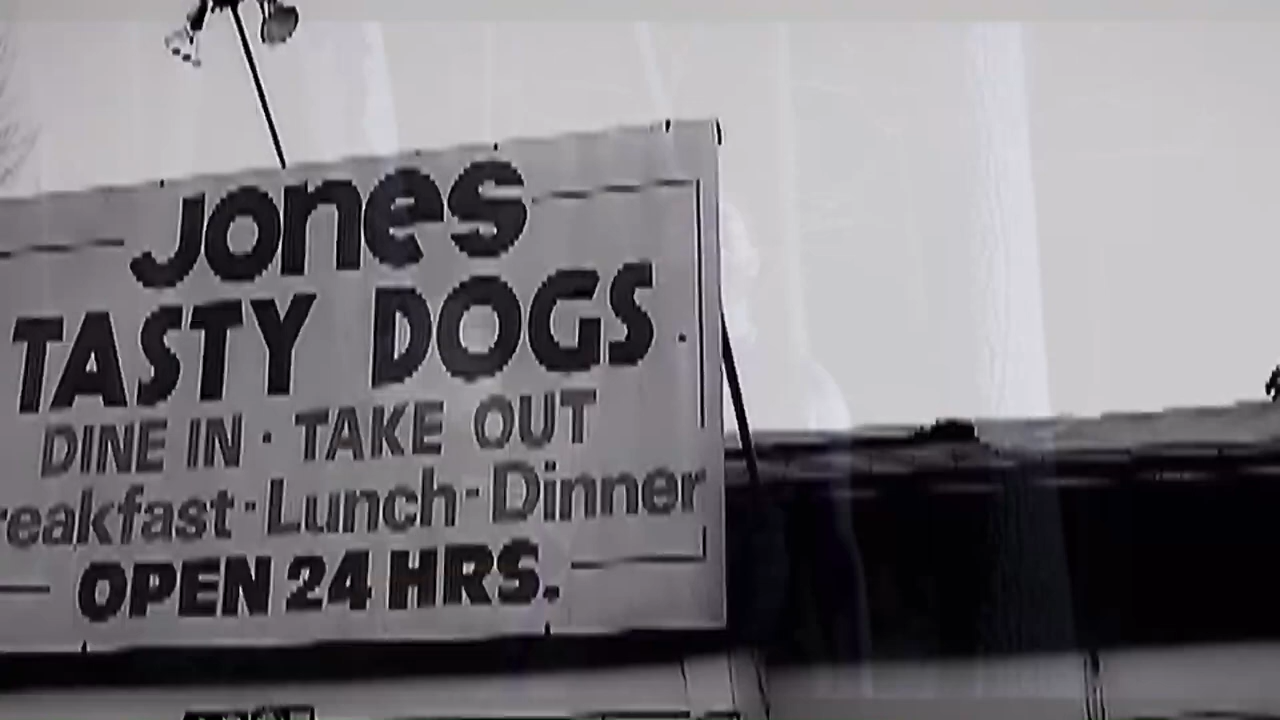 Jones
TASTY DOGS
DINE IN · TAKE OUT
reakfast · Lunch - Dinner
OPEN 24 HRS.